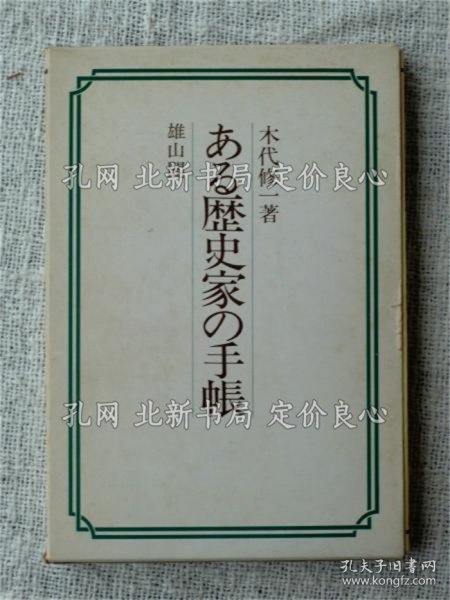 木代修一著
ある歴史家の手帳
雄山閣
孔网 北新书局 定价良心
孔网 北新书局 定价良心
孔夫子旧书网
www.kongfz.com